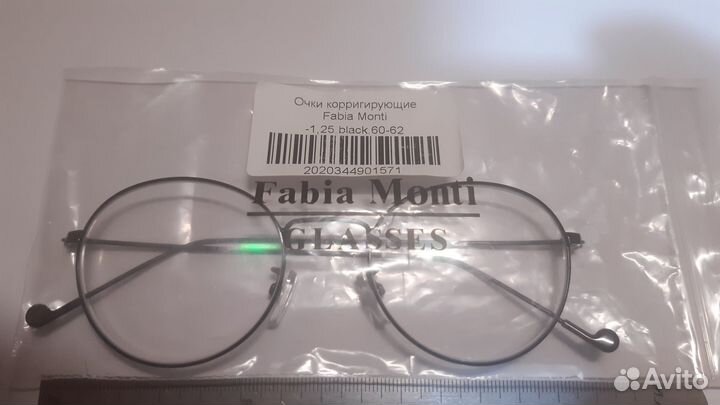 Очки корригирующие
Fabia Monti
-1,25 black 60-62
2020344901571
Fabia Monti
GLASSES
Avito